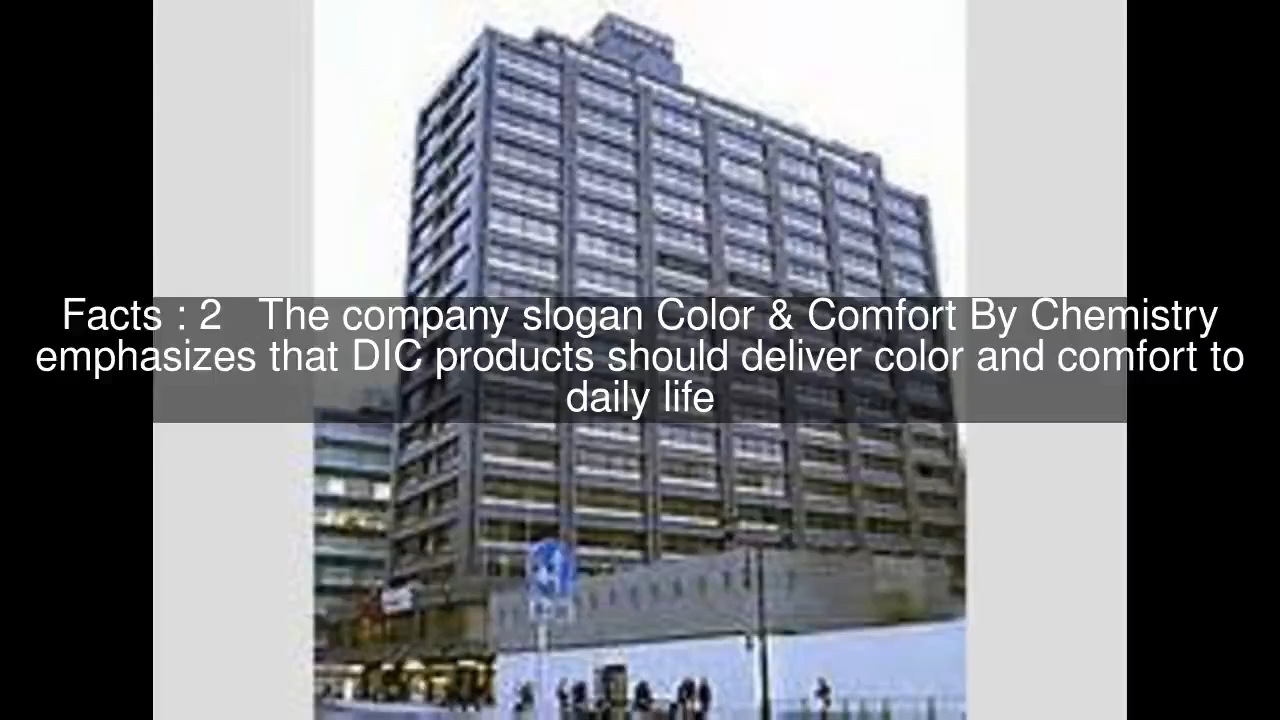 Facts : 2   The company slogan Color & Comfort By Chemistry
emphasizes that DIC products should deliver color and comfort to
daily life